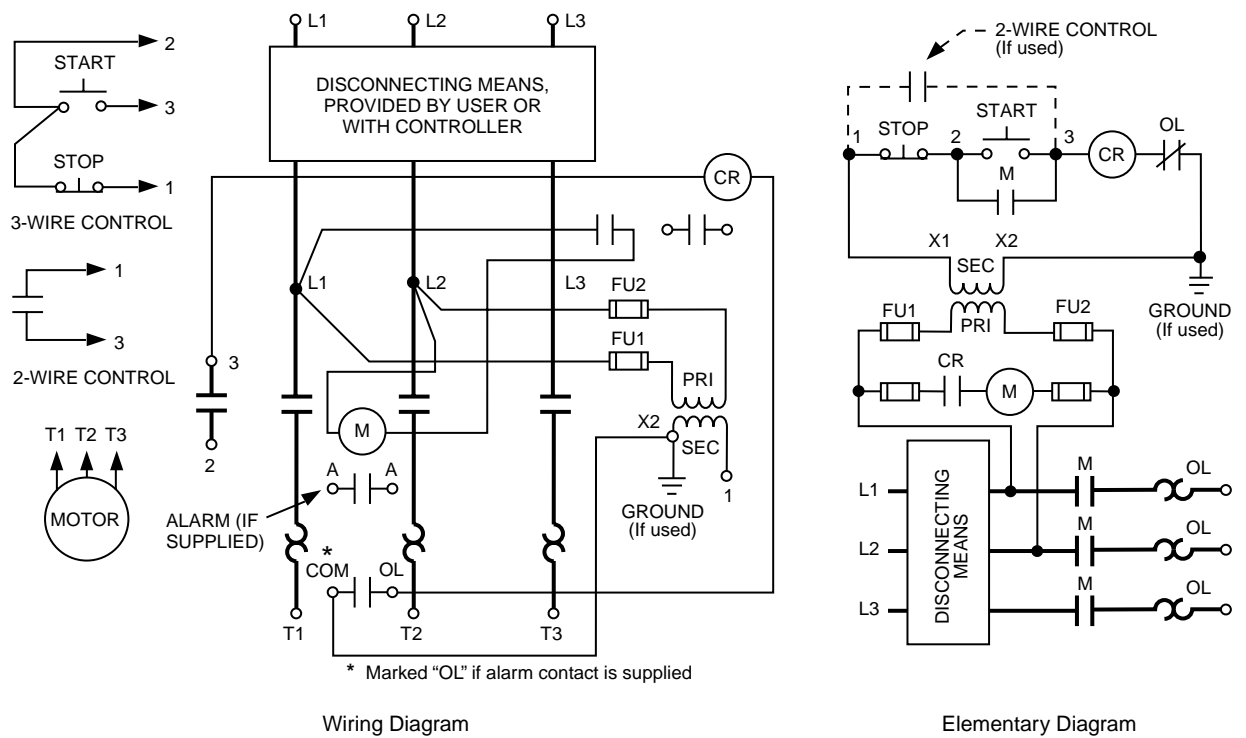 2
START
3
STOP
1
3-WIRE CONTROL
1
3
2-WIRE CONTROL
T1 T2 T3
MOTOR
L1
L2
L3
DISCONNECTING MEANS,
PROVIDED BY USER OR
WITH CONTROLLER
CR
L1
L2
L3
FU2
FU1
3
2
PRI
X2
SEC
1
M
A
A
GROUND
(If used)
ALARM (IF
SUPPLIED)
*
COM
OL
T1
T2
T3
* Marked “OL” if alarm contact is supplied
Wiring Diagram
2-WIRE CONTROL
(If used)
START
STOP
OL
1
2
3
CR
M
X1
X2
SEC
GROUND
(If used)
FU1
PRI
FU2
CR
M
DISCONNECTING
MEANS
L1
M
OL
L2
M
OL
L3
M
OL
Elementary Diagram